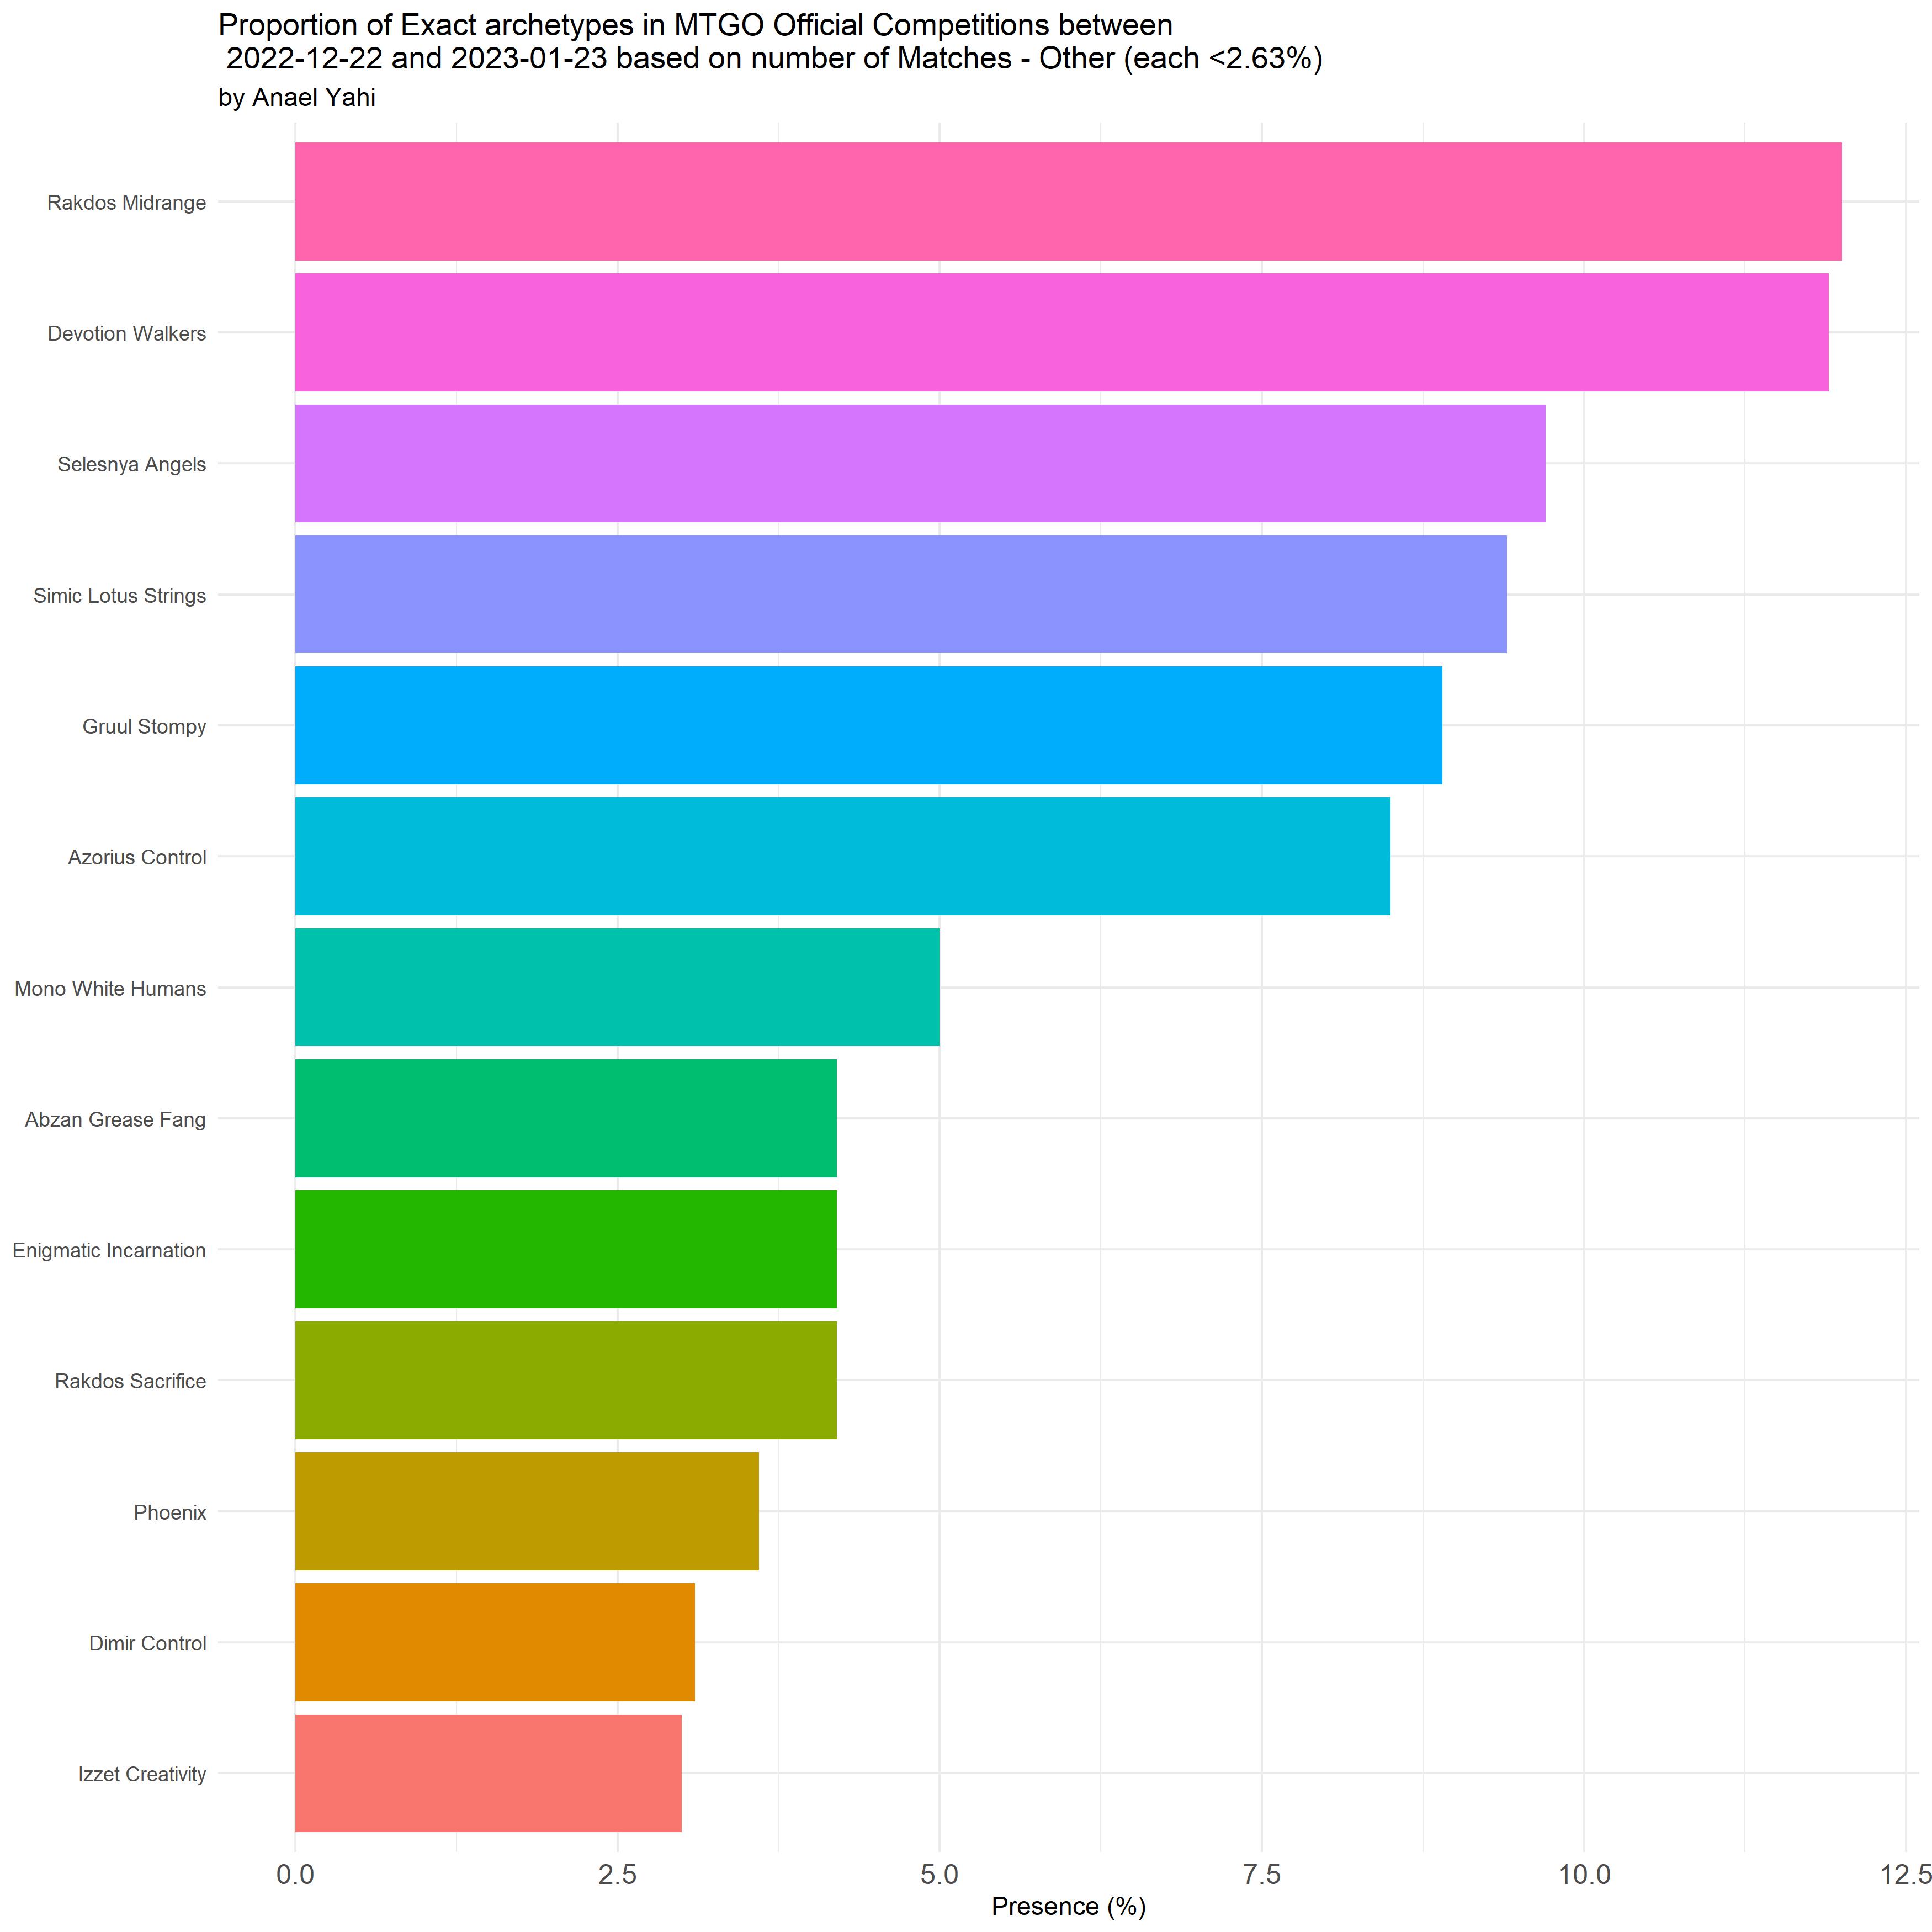 Proportion of Exact archetypes in MTGO Official Competitions between
2022-12-22 and 2023-01-23 based on number of Matches - Other (each <2.63%)
by Anael Yahi
Rakdos Midrange
Devotion Walkers
Selesnya Angels
Simic Lotus Strings
Gruul Stompy
Azorius Control
Mono White Humans
Abzan Grease Fang
Enigmatic Incarnation
Rakdos Sacrifice
Phoenix
Dimir Control
Izzet Creativity
0.0 2.5 5.0 7.5 10.0 12.5
Presence (%)